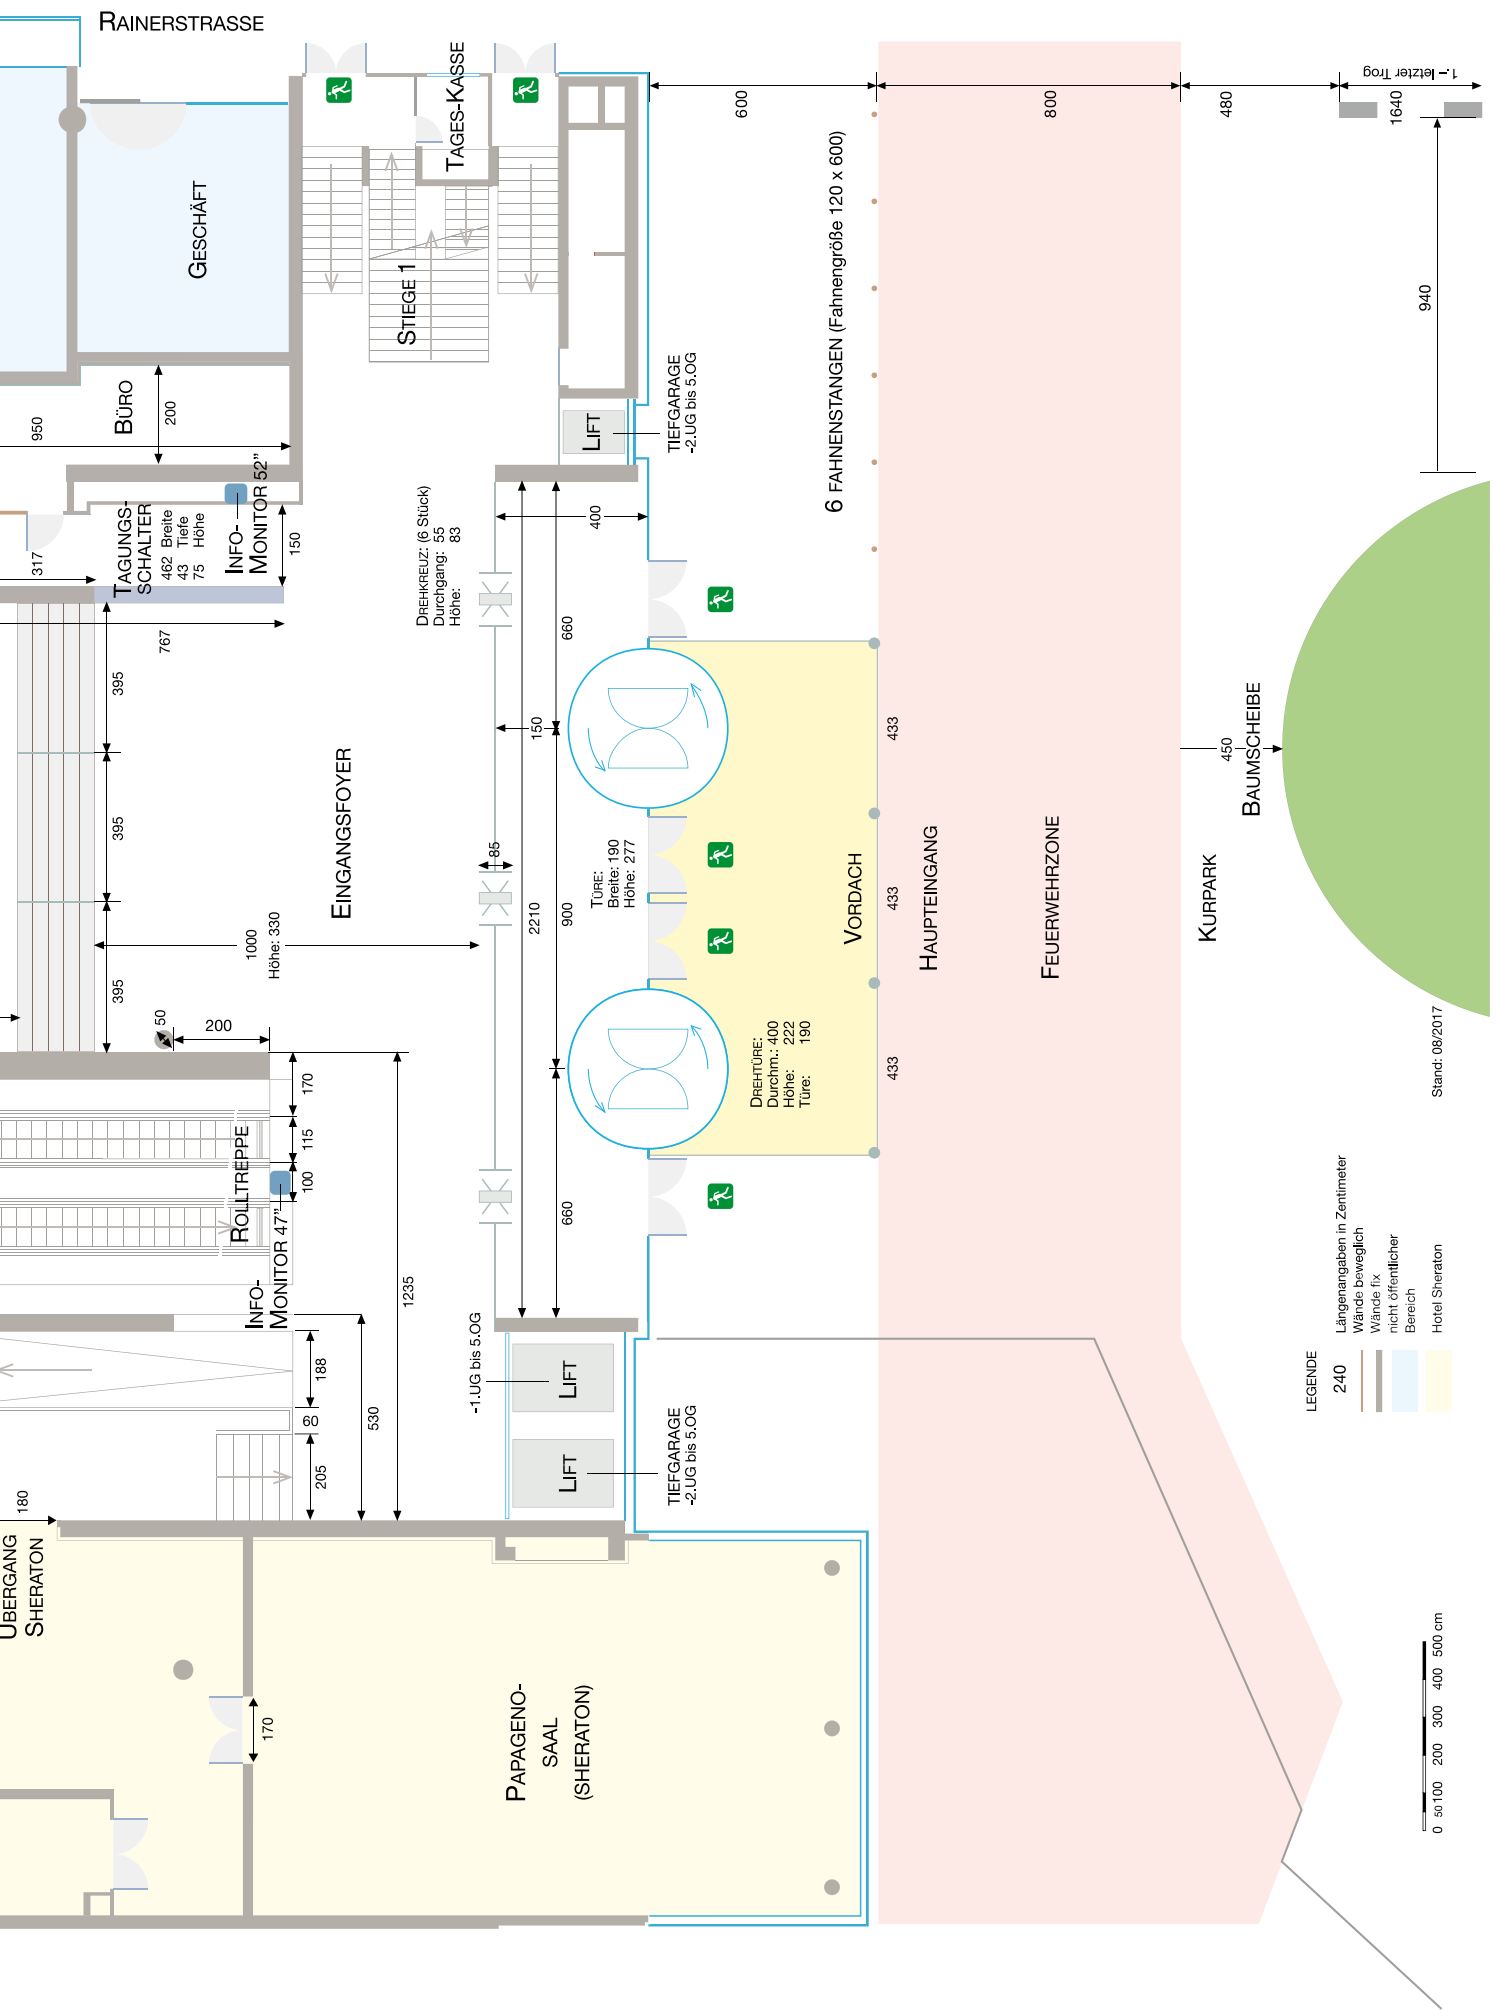 RAINERSTRASSE
TAGES-KASSE
GESCHÄFT
STIEGE 1
BÜRO
200
950
LIFT
TIEFGARAGE
-2.UG bis 5.OG
600
800
480
1640
1.– letzter Trog
940
6 FAHNENSTANGEN (Fahnengröße 120 x 600)
317
TAGUNGS-
SCHALTER
462 Breite
43 Tiefe
75 Höhe
INFO-
MONITOR 52”
150
767
DREHKREUZ: (6 Stück)
Durchgang: 55
Höhe: 83
400
660
150
395
395
395
EINGANGSFOYER
1000
Höhe: 330
85
2210
900
660
TÜRE:
Breite: 190
Höhe: 277
DREHTÜRE:
Durchm.: 400
Höhe: 222
Türe: 190
433
433
433
VORDACH
HAUPTEINGANG
FEUERWEHRZONE
KURPARK
450
BAUMSCHEIBE
50
200
170
115
100
ROLLTREPPE
INFO-
MONITOR 47”
1235
530
188
60
205
180
ÜBERGANG
SHERATON
-1.UG bis 5.OG
LIFT
LIFT
TIEFGARAGE
-2.UG bis 5.OG
170
PAPAGENO-
SAAL
(SHERATON)
Stand: 08/2017
LEGENDE
240 Längenangaben in Zentimeter
Wände beweglich
Wände fix
nicht öffentlicher
Bereich
Hotel Sheraton
0 50 100 200 300 400 500 cm